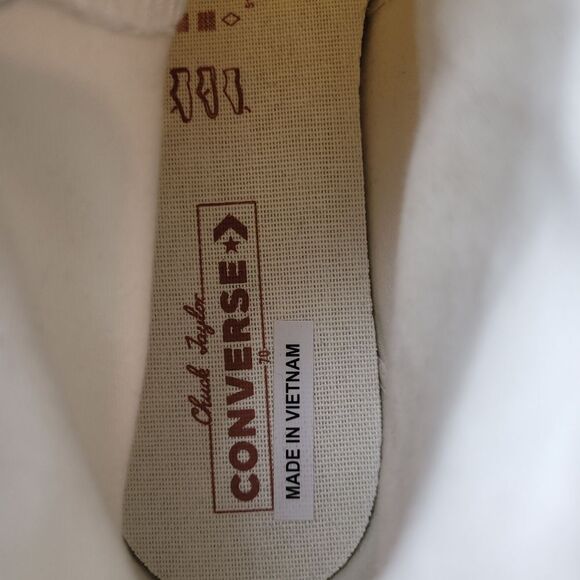 Chuck Taylor
CONVERSE
70
MADE IN VIETNAM